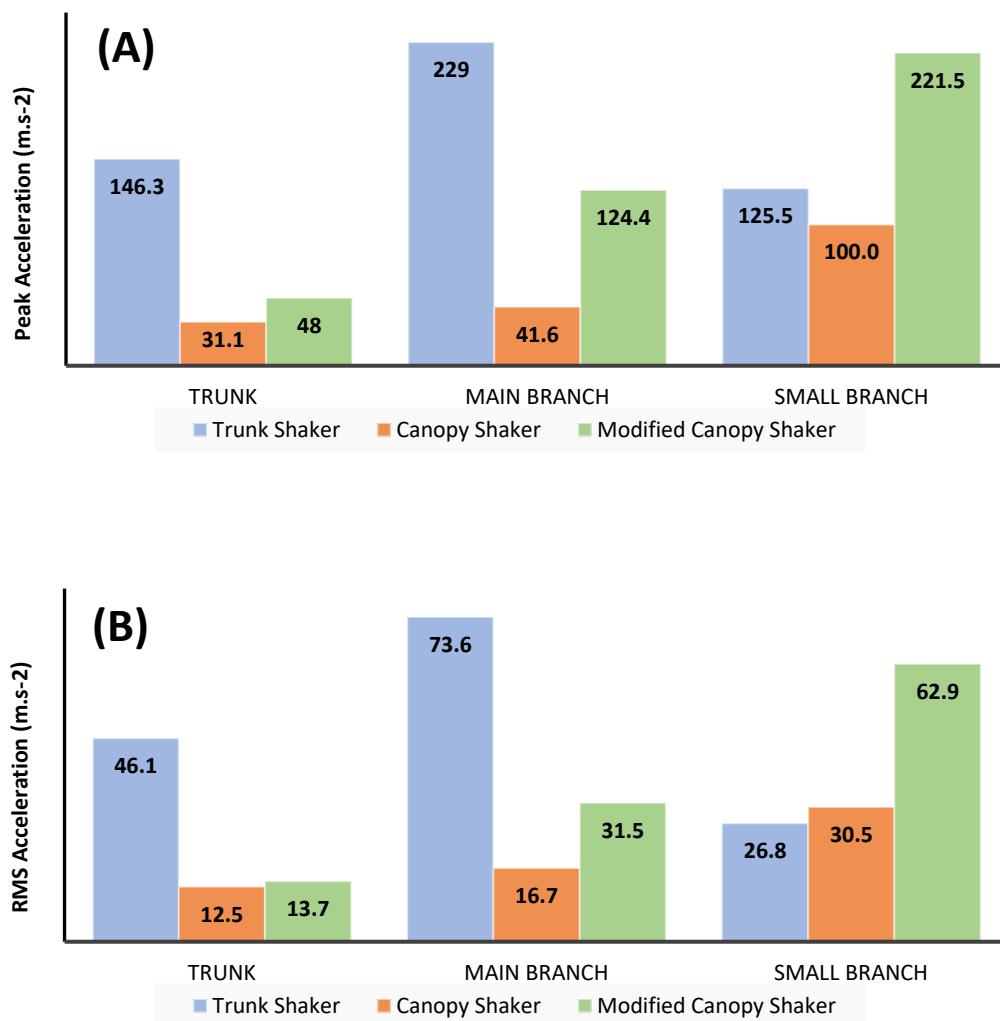 (A)
Peak Acceleration (m.s-2)
146.3
31.1
48
229
41.6
124.4
125.5
100.0
221.5
TRUNK MAIN BRANCH SMALL BRANCH
Trunk Shaker Canopy Shaker Modified Canopy Shaker
(B)
RMS Acceleration (m.s-2)
46.1
12.5
13.7
73.6
16.7
31.5
26.8
30.5
62.9
TRUNK MAIN BRANCH SMALL BRANCH
Trunk Shaker Canopy Shaker Modified Canopy Shaker